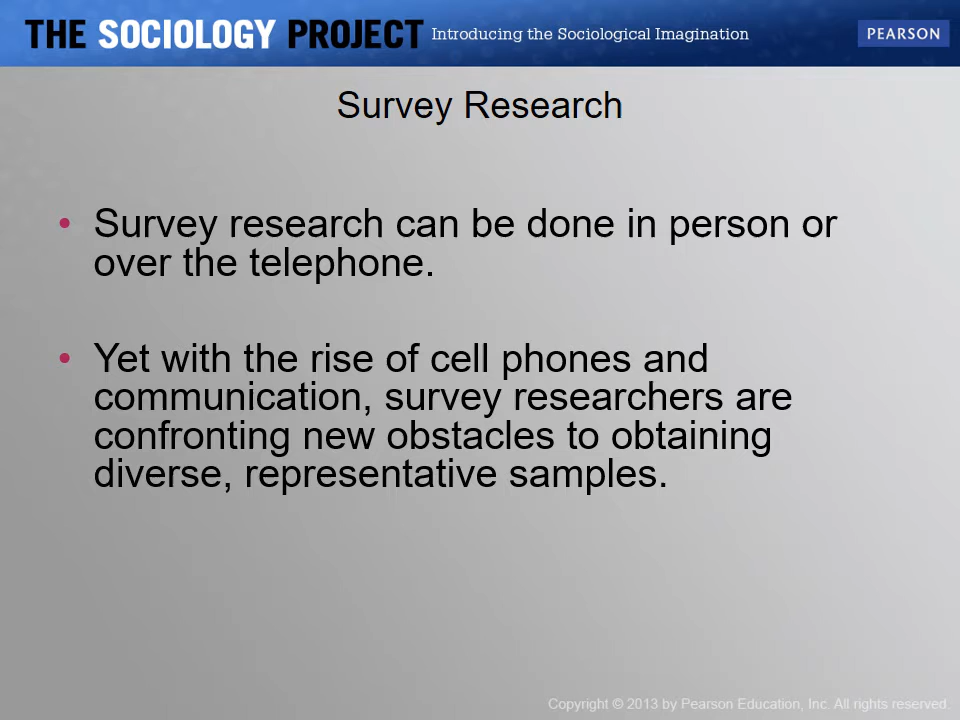 THE SOCIOLOGY PROJECT Introducing the Sociological Imagination PEARSON
Survey Research
• Survey research can be done in person or
over the telephone.
• Yet with the rise of cell phones and
communication, survey researchers are
confronting new obstacles to obtaining
diverse, representative samples.
Copyright © 2013 by Pearson Education, Inc. All rights reserved.